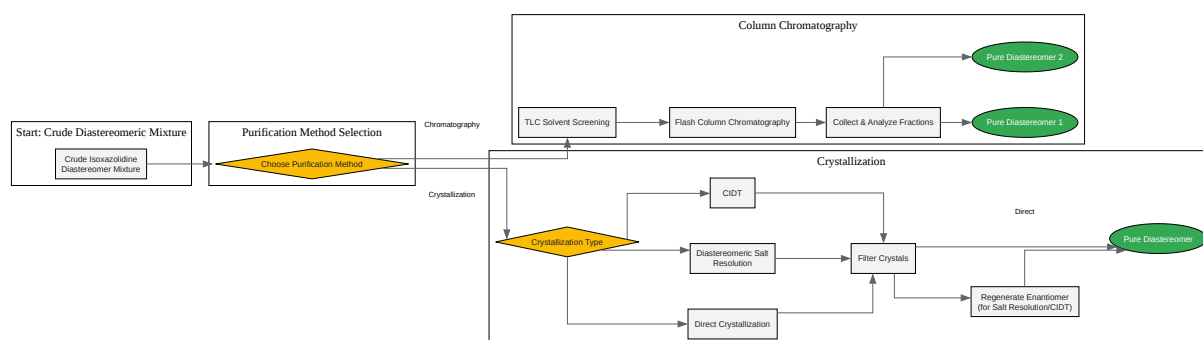 Start: Crude Diastereomeric Mixture
Crude Isoxazolidine
Diastereomer Mixture
Purification Method Selection
Choose Purification Method
Chromatography
Crystallization
Column Chromatography
TLC Solvent Screening
Flash Column Chromatography
Collect & Analyze Fractions
Pure Diastereomer 2
Pure Diastereomer 1
Crystallization
Crystallization Type
CIDT
Diastereomeric Salt
Resolution
Direct Crystallization
Filter Crystals
Direct
Regenerate Enantiomer
(for Salt Resolution/CIDT)
Pure Diastereomer